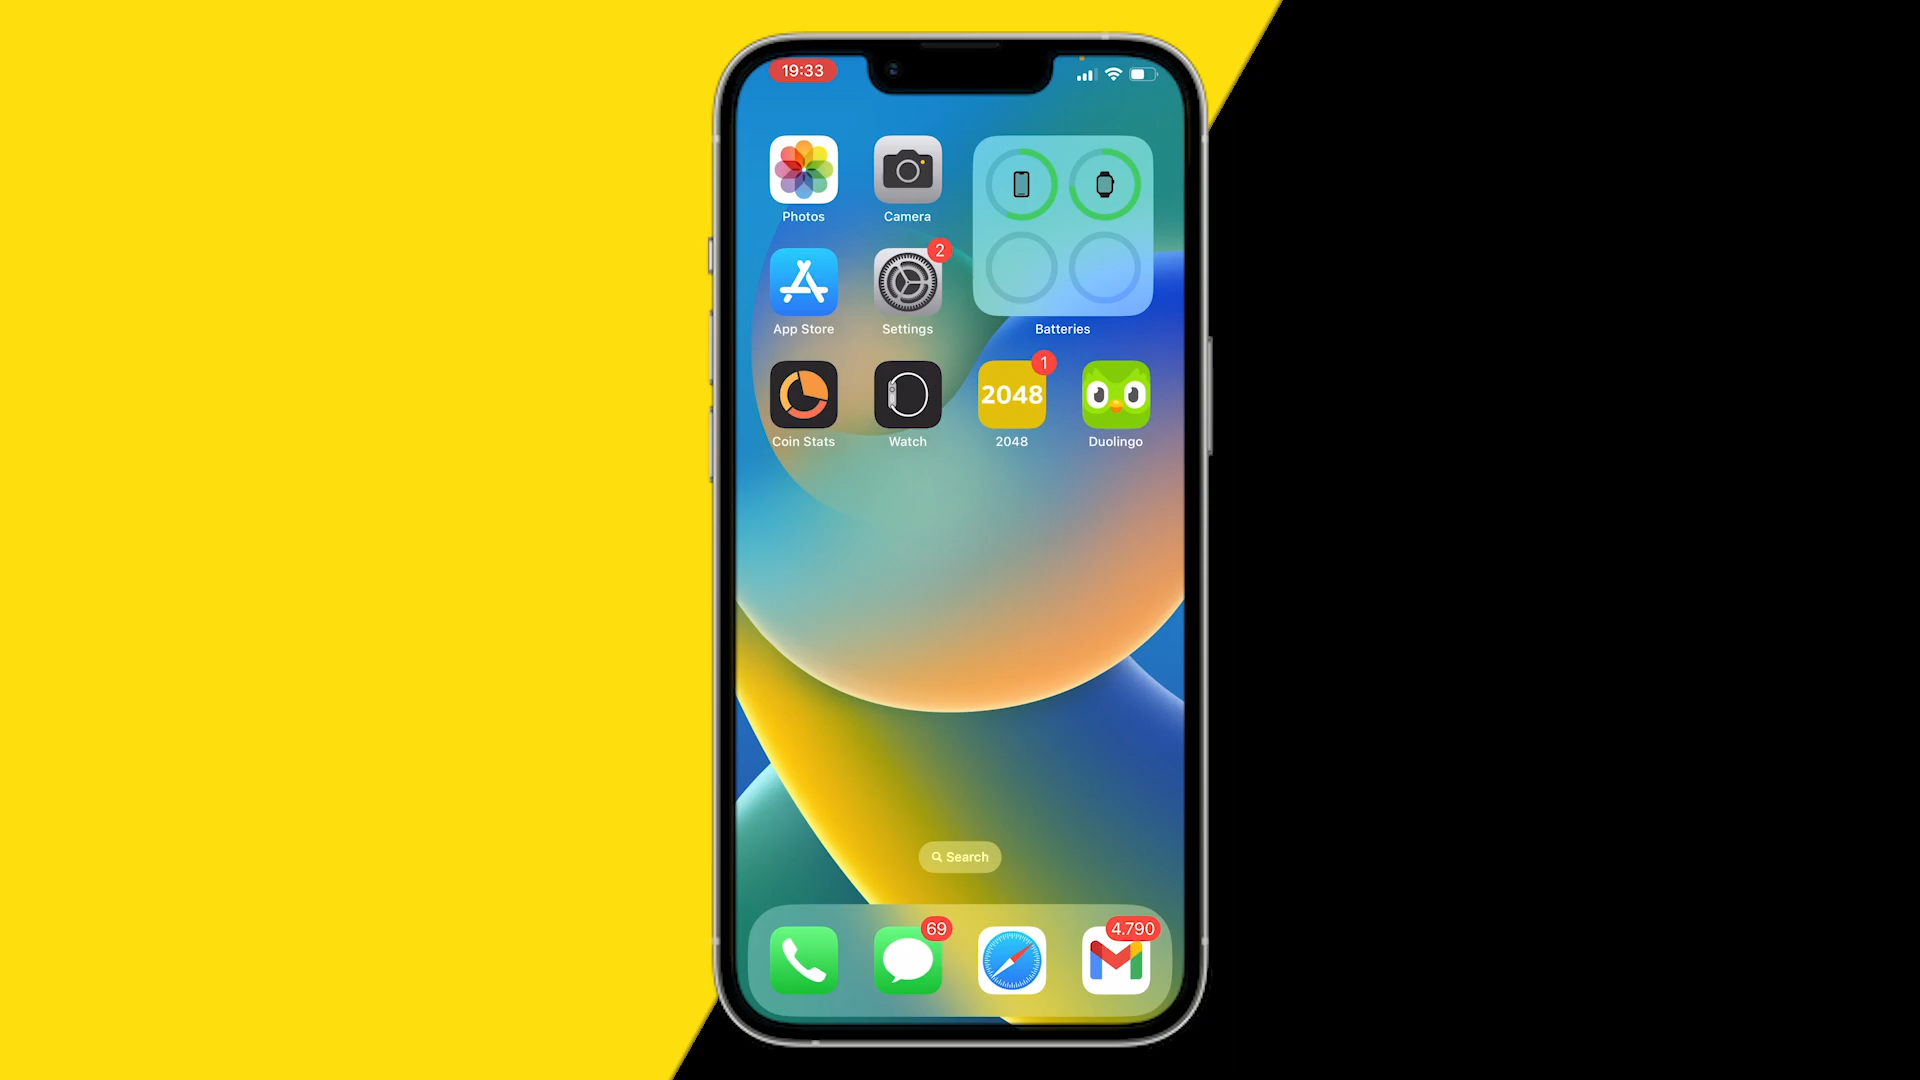 19:33
Photos
Camera
2
App Store
Settings
Batteries
1
2048
Coin Stats
Watch
2048
Duolingo
Search
69
4.790